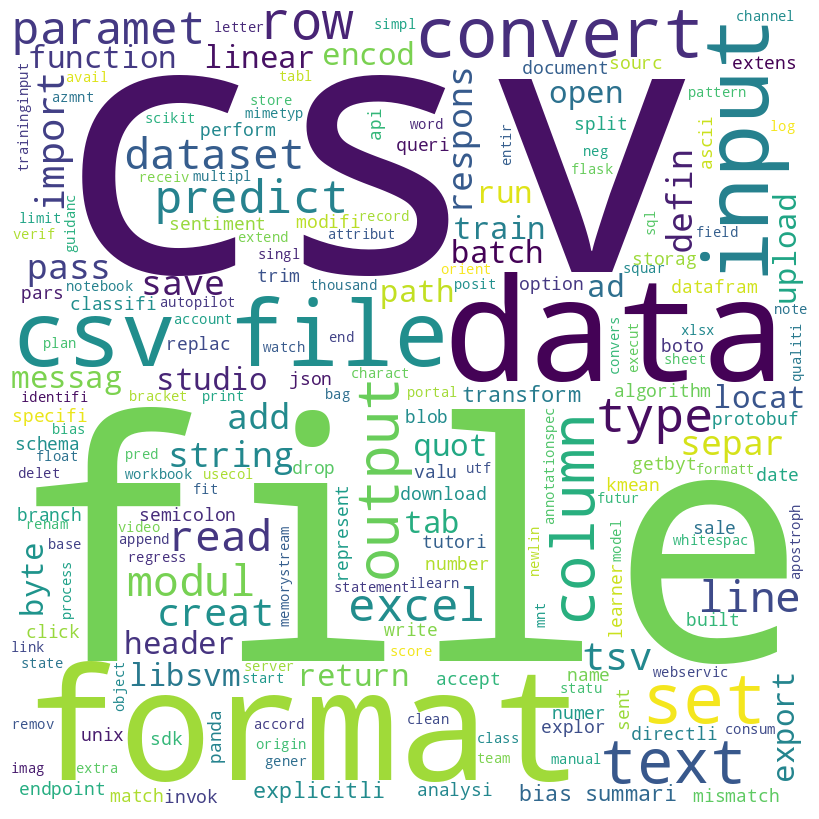 letter
simpl
channel
paramet
row
convert
input
function
linear
encod
document
sourc
extens
traininginput
avail
azmnt
import
tabl
store
mimetyp
scikit
perform
api
word
queri
respons
entir
open
split
pattern
ascii
log
csv
dataset
predict
receiv
multipl
neg
flask
defin
run
train
upload
limit
verif
guidanc
sentiment
modifi
record
extend
attribut
batch
sql
field
storag
pass
save
singl
trim
squar
pars
notebook
classifi
autopilot
thousand
path
orient
posit
option
ad
datafram
note
csv file
data
account
plan
replac
watch
end
convers
execut
xlsx
sheet
boto
qualiti
messag
studio
json
identifi
bracket
print
bag
charact
portal
transform
algorithm
type
locat
specifi
bias
add
output
blob
annotationspec
protobuf
schema
float
string
quot
column
separ
delet
pred
workbook
usecol
drop
valu
utf
getbyt
formatt
date
file
branch
renam
video
fit
download
kmean
futur
semicolon
represent
tab
number
tutori
newlin
sale
whitespac
apostroph
base
append
read
regress
memorystream
statement
ilearn
mnt
learner
model
line
byte
process
modul
creat
excel
built
click
header
write
score
tsv
link
state
object
libsvm
server
start
return
accept
name
statu
webservic
set
format
remov
unix
sdk
panda
accord
origin
gener
clean
class
team
numer
explor
sent
directli
manual
consum
export
text
imag
extra
endpoint
match
invok
explicitli
analysi
bias summari
mismatch